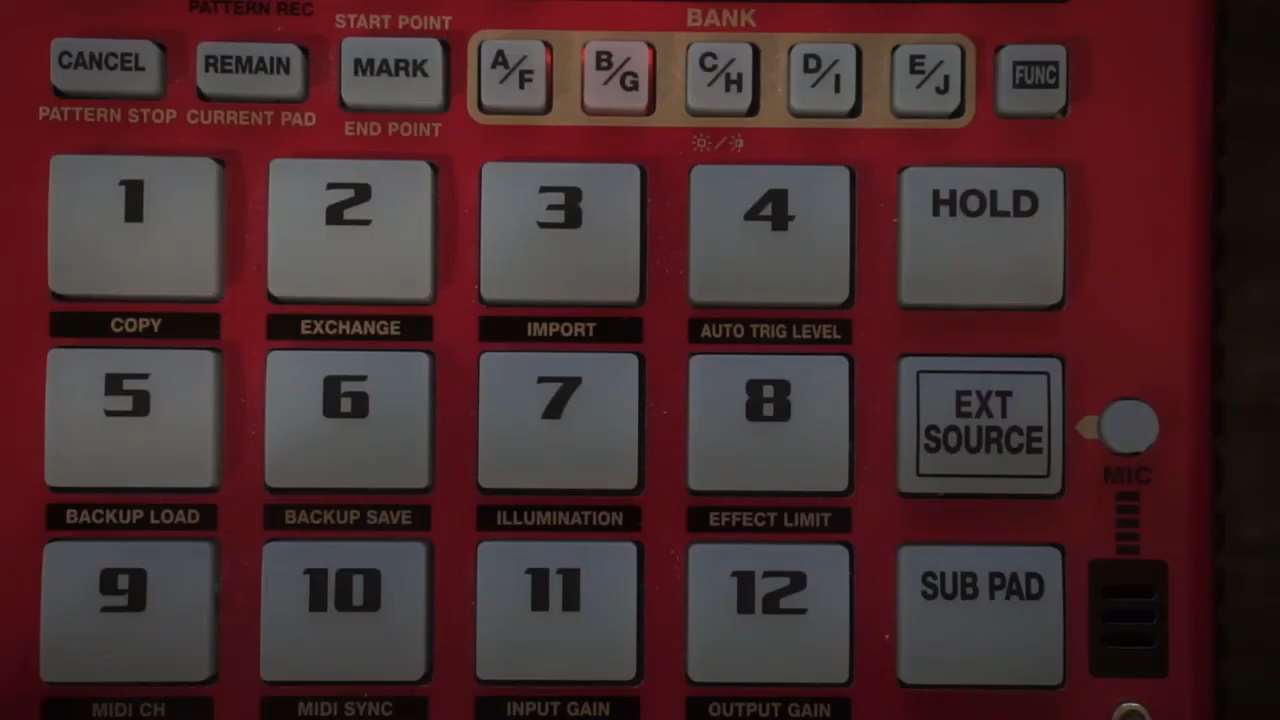 PATTERN REC
START POINT
BANK
CANCEL
REMAIN
MARK
A/F
B/G
C/H
D/I
E/J
FUNC
PATTERN STOP
CURRENT PAD
END POINT
1
2
3
4
HOLD
COPY
EXCHANGE
IMPORT
AUTO TRIG LEVEL
5
6
7
8
EXT
SOURCE
MIC
BACKUP LOAD
BACKUP SAVE
ILLUMINATION
EFFECT LIMIT
9
10
11
12
SUB PAD
MIDI CH
MIDI SYNC
INPUT GAIN
OUTPUT GAIN